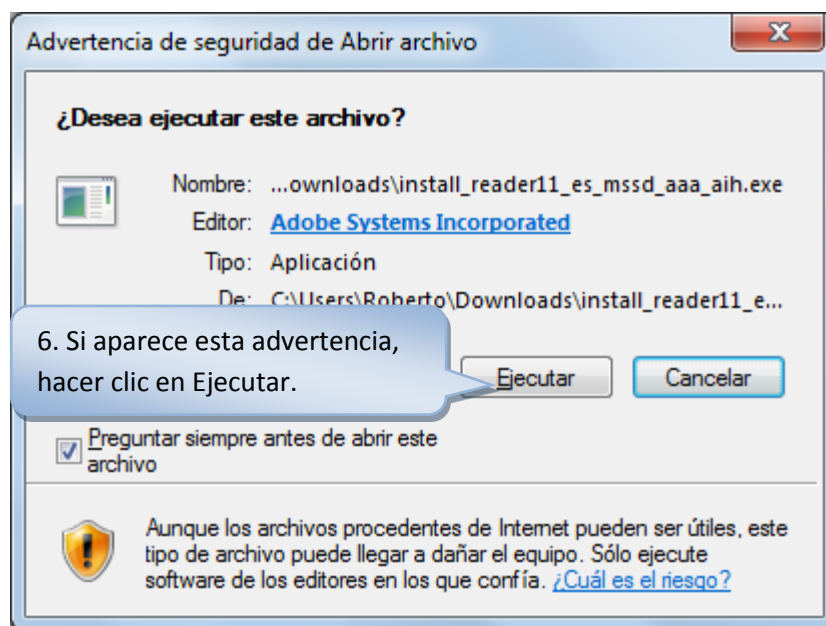 Advertencia de seguridad de Abrir archivo
¿Desea ejecutar este archivo?
Nombre: ...ownloads\install_reader11_es_mssd_aaa_aih.exe
Editor: Adobe Systems Incorporated
Tipo: Aplicación
De: C:\Users\Roberto\Downloads\install_reader11_e...
6. Si aparece esta advertencia,
hacer clic en Ejecutar.
Ejecutar Cancelar
Preguntar siempre antes de abrir este
archivo
Aunque los archivos procedentes de Internet pueden ser útiles, este
tipo de archivo puede llegar a dañar el equipo. Sólo ejecute
software de los editores en los que confía. ¿Cuál es el riesgo?